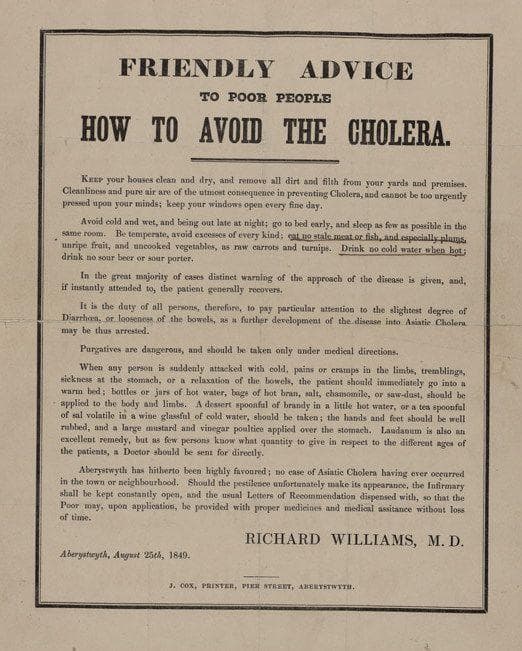 FRIENDLY ADVICE
TO POOR PEOPLE
HOW TO AVOID THE CHOLERA.
KEEP your houses clean and dry, and remove all dirt and filth from your yards and premises.
Cleanliness and pure air are of the utmost consequence in preventing Cholera, and cannot be too urgently
pressed upon your minds; keep your windows open every fine day.
Avoid cold and wet, and being out late at night; go to bed early, and sleep as few as possible in the
same room. Be temperate, avoid excesses of every kind; eat no stale meat or fish, and especially plums,
unripe fruit, and uncooked vegetables, as raw carrots and turnips. Drink no cold water when hot;
drink no sour beer or sour porter.
In the great majority of cases distinct warning of the approach of the disease is given, and,
if instantly attended to, the patient generally recovers.
It is the duty of all persons, therefore, to pay particular attention to the slightest degree of
Diarrhœa, or looseness of the bowels, as a further development of the disease into Asiatic Cholera
may be thus arrested.
Purgatives are dangerous, and should be taken only under medical directions.
When any person is suddenly attacked with cold, pains or cramps in the limbs, tremblings,
sickness at the stomach, or a relaxation of the bowels, the patient should immediately go into a
warm bed; bottles or jars of hot water, bags of hot bran, salt, chamomile, or saw-dust, should be
applied to the body and limbs. A dessert spoonful of brandy in a little hot water, or a tea spoonful
of sal volatile in a wine glassful of cold water, should be taken; the hands and feet should be well
rubbed, and a large mustard and vinegar poultice applied over the stomach. Laudanum is also an
excellent remedy, but as few persons know what quantity to give in respect to the different ages of
the patients, a Doctor should be sent for directly.
Aberystwyth has hitherto been highly favoured; no case of Asiatic Cholera having ever occurred
in the town or neighbourhood. Should the pestilence unfortunately make its appearance, the Infirmary
shall be kept constantly open, and the usual Letters of Recommendation dispensed with, so that the
Poor may, upon application, be provided with proper medicines and medical assitance without loss
of time.
RICHARD WILLIAMS, M. D.
Aberystwyth, August 25th, 1849.
J. COX, PRINTER, PIER STREET, ABERYSTWYTH.